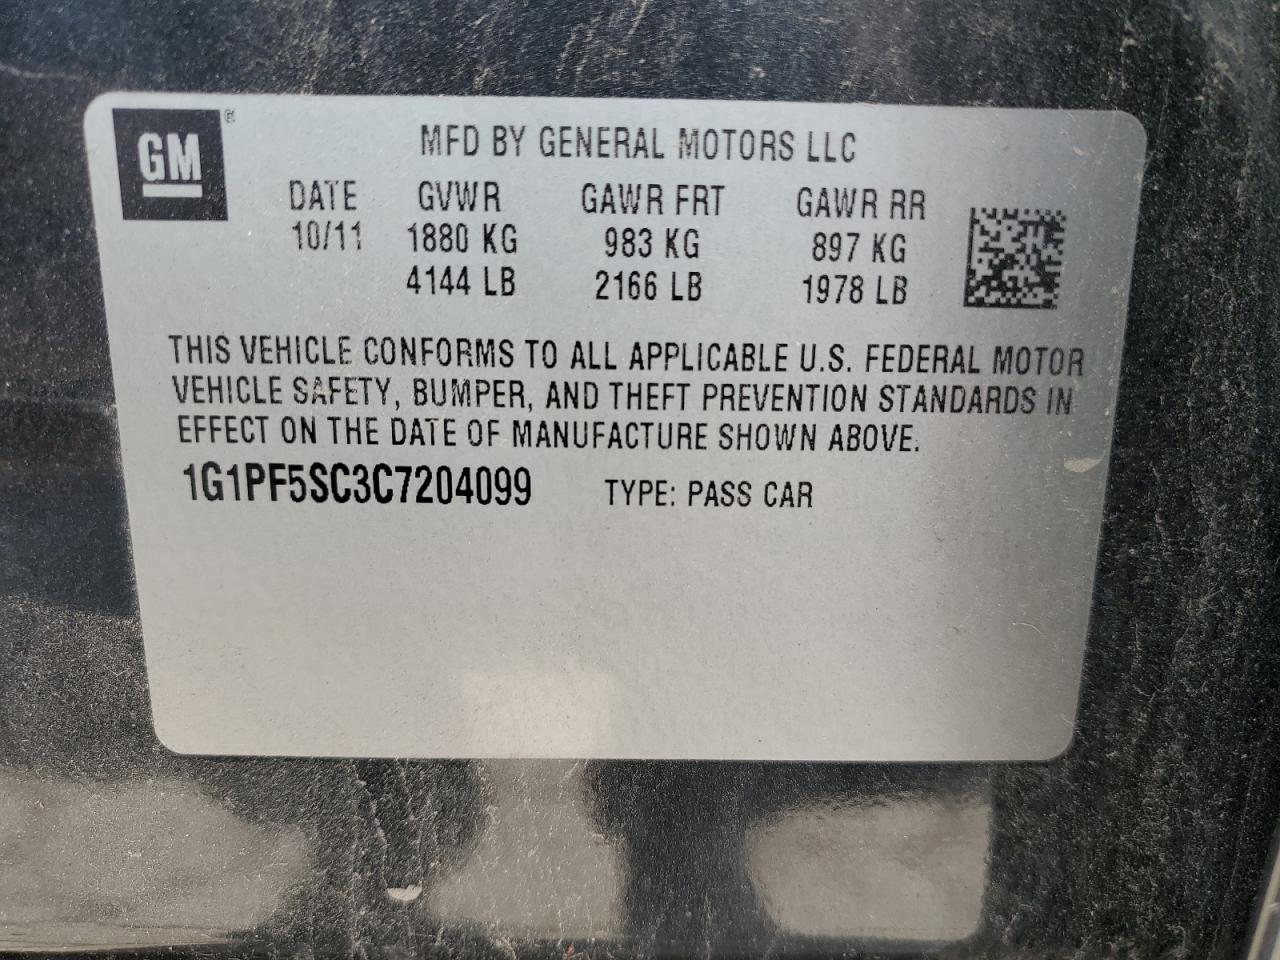 GM®
MFD BY GENERAL MOTORS LLC
DATE GVWR GAWR FRT GAWR RR
10/11 1880 KG 983 KG 897 KG
4144 LB 2166 LB 1978 LB
THIS VEHICLE CONFORMS TO ALL APPLICABLE U.S. FEDERAL MOTOR
VEHICLE SAFETY, BUMPER, AND THEFT PREVENTION STANDARDS IN
EFFECT ON THE DATE OF MANUFACTURE SHOWN ABOVE.
1G1PF5SC3C7204099 TYPE: PASS CAR